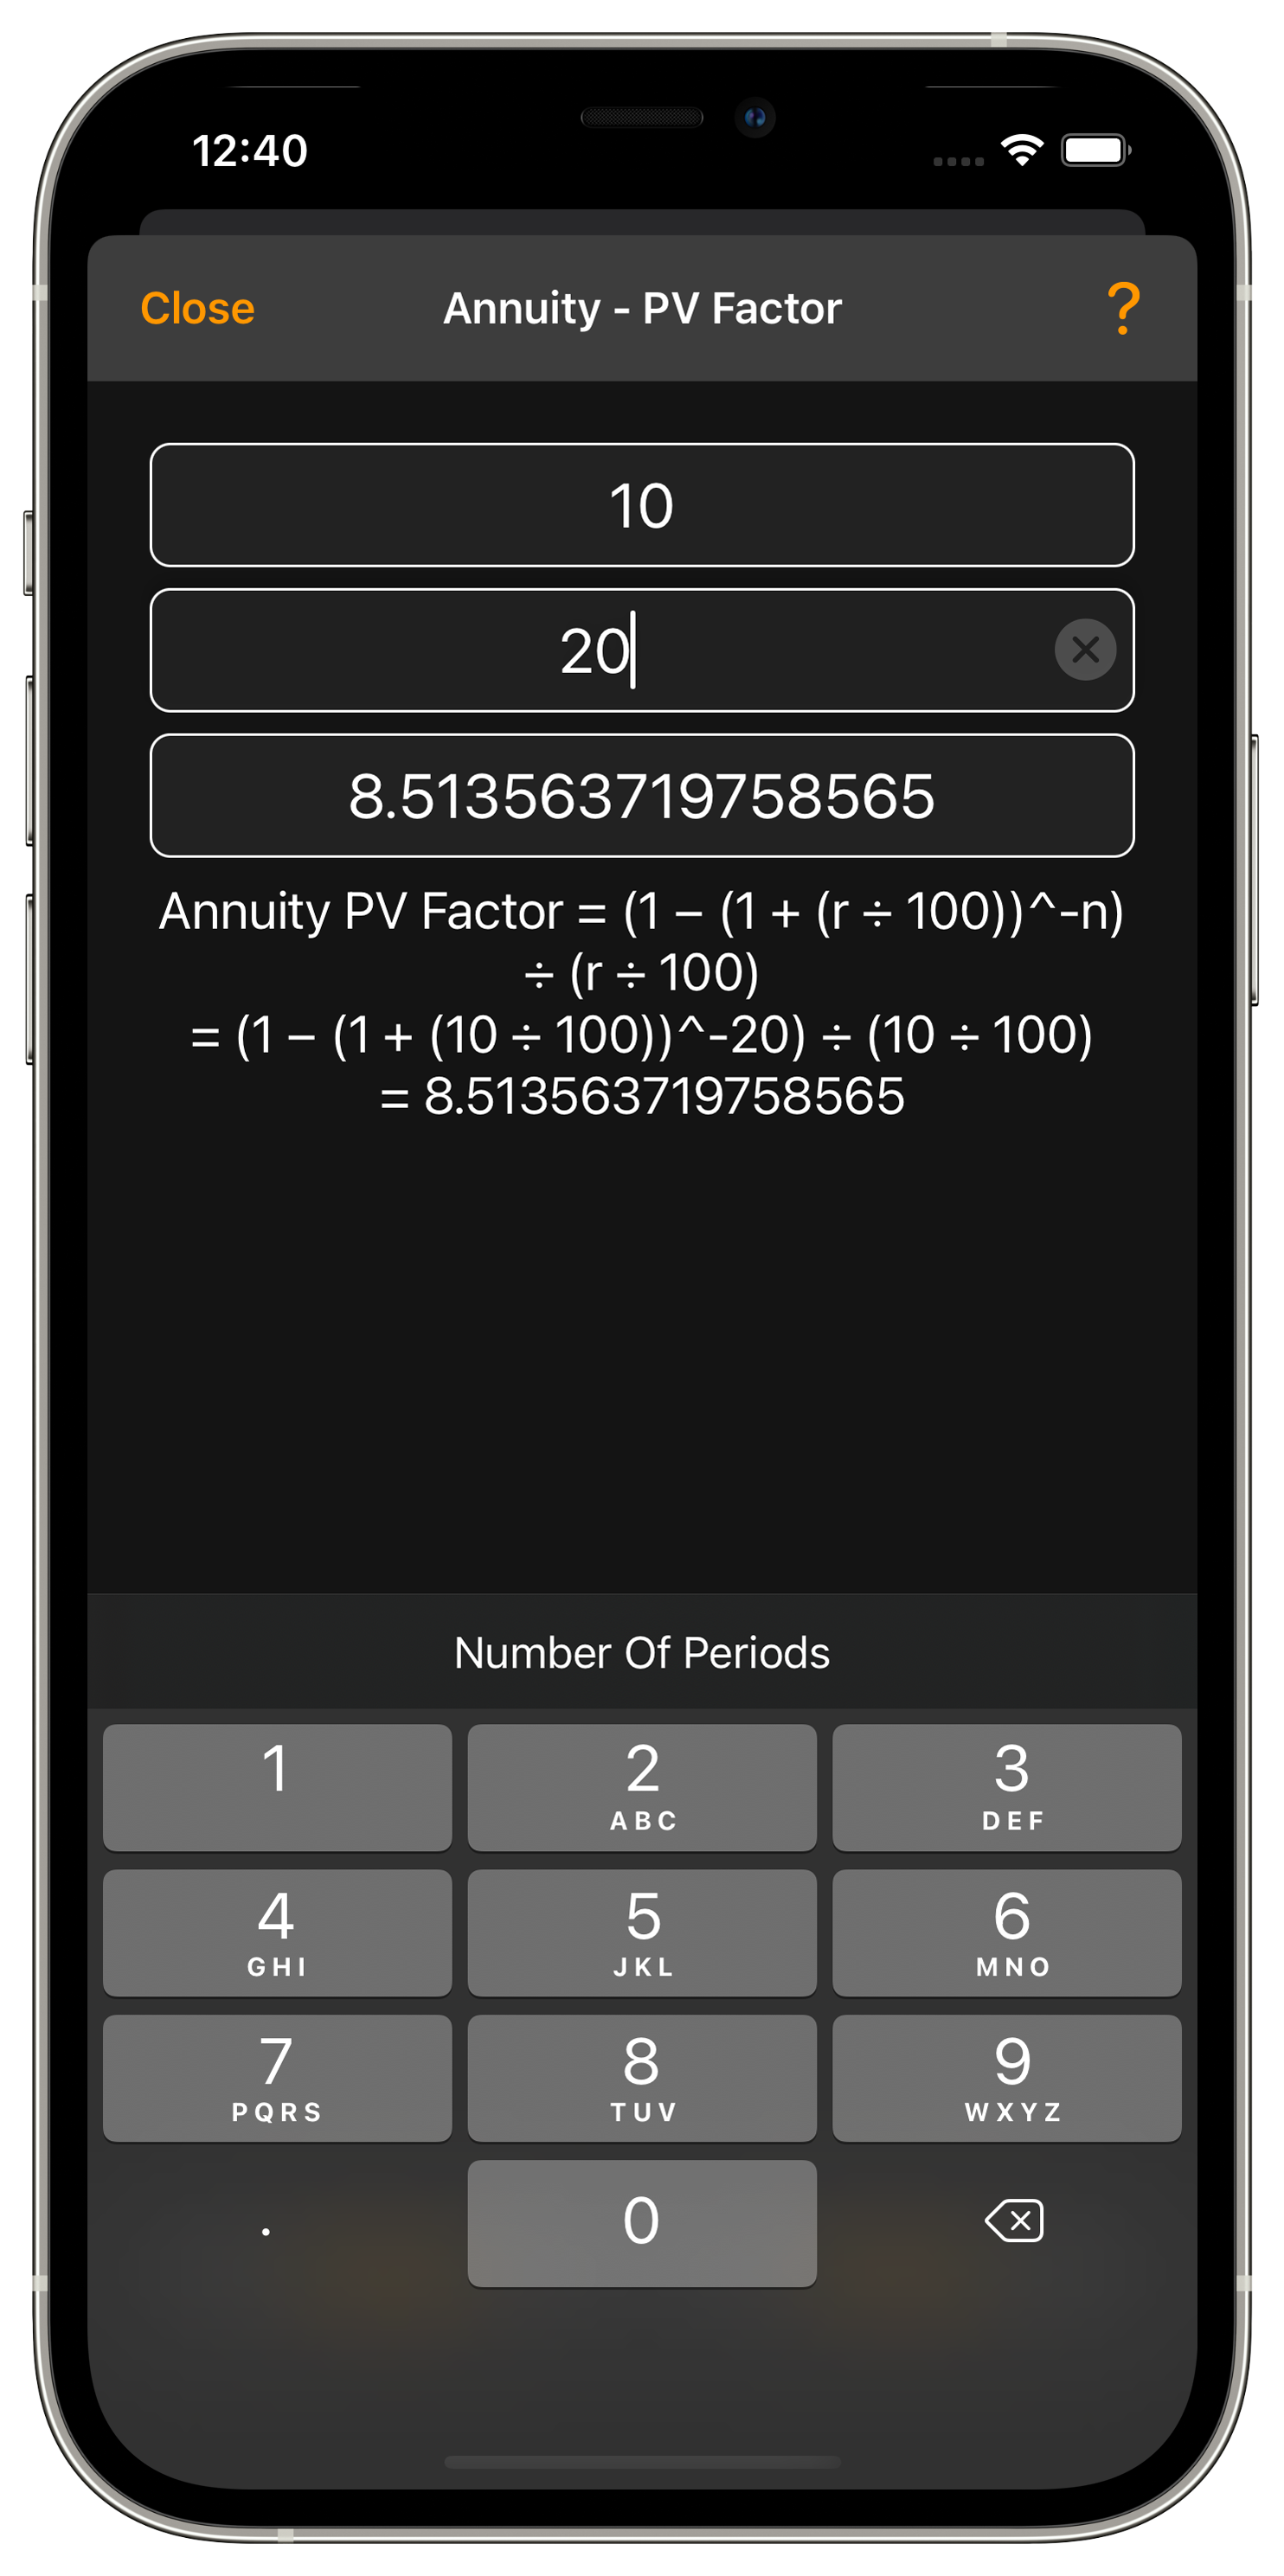 12:40
Close Annuity - PV Factor ?
10
20
8.513563719758565
Annuity PV Factor = (1 – (1 + (r ÷ 100))^-n)
÷ (r ÷ 100)
= (1 – (1 + (10 ÷ 100))^-20) ÷ (10 ÷ 100)
= 8.513563719758565
Number Of Periods
1 2 3
ABC DEF
4 5 6
GHI JKL MNO
7 8 9
PQRS TUV WXYZ
. 0